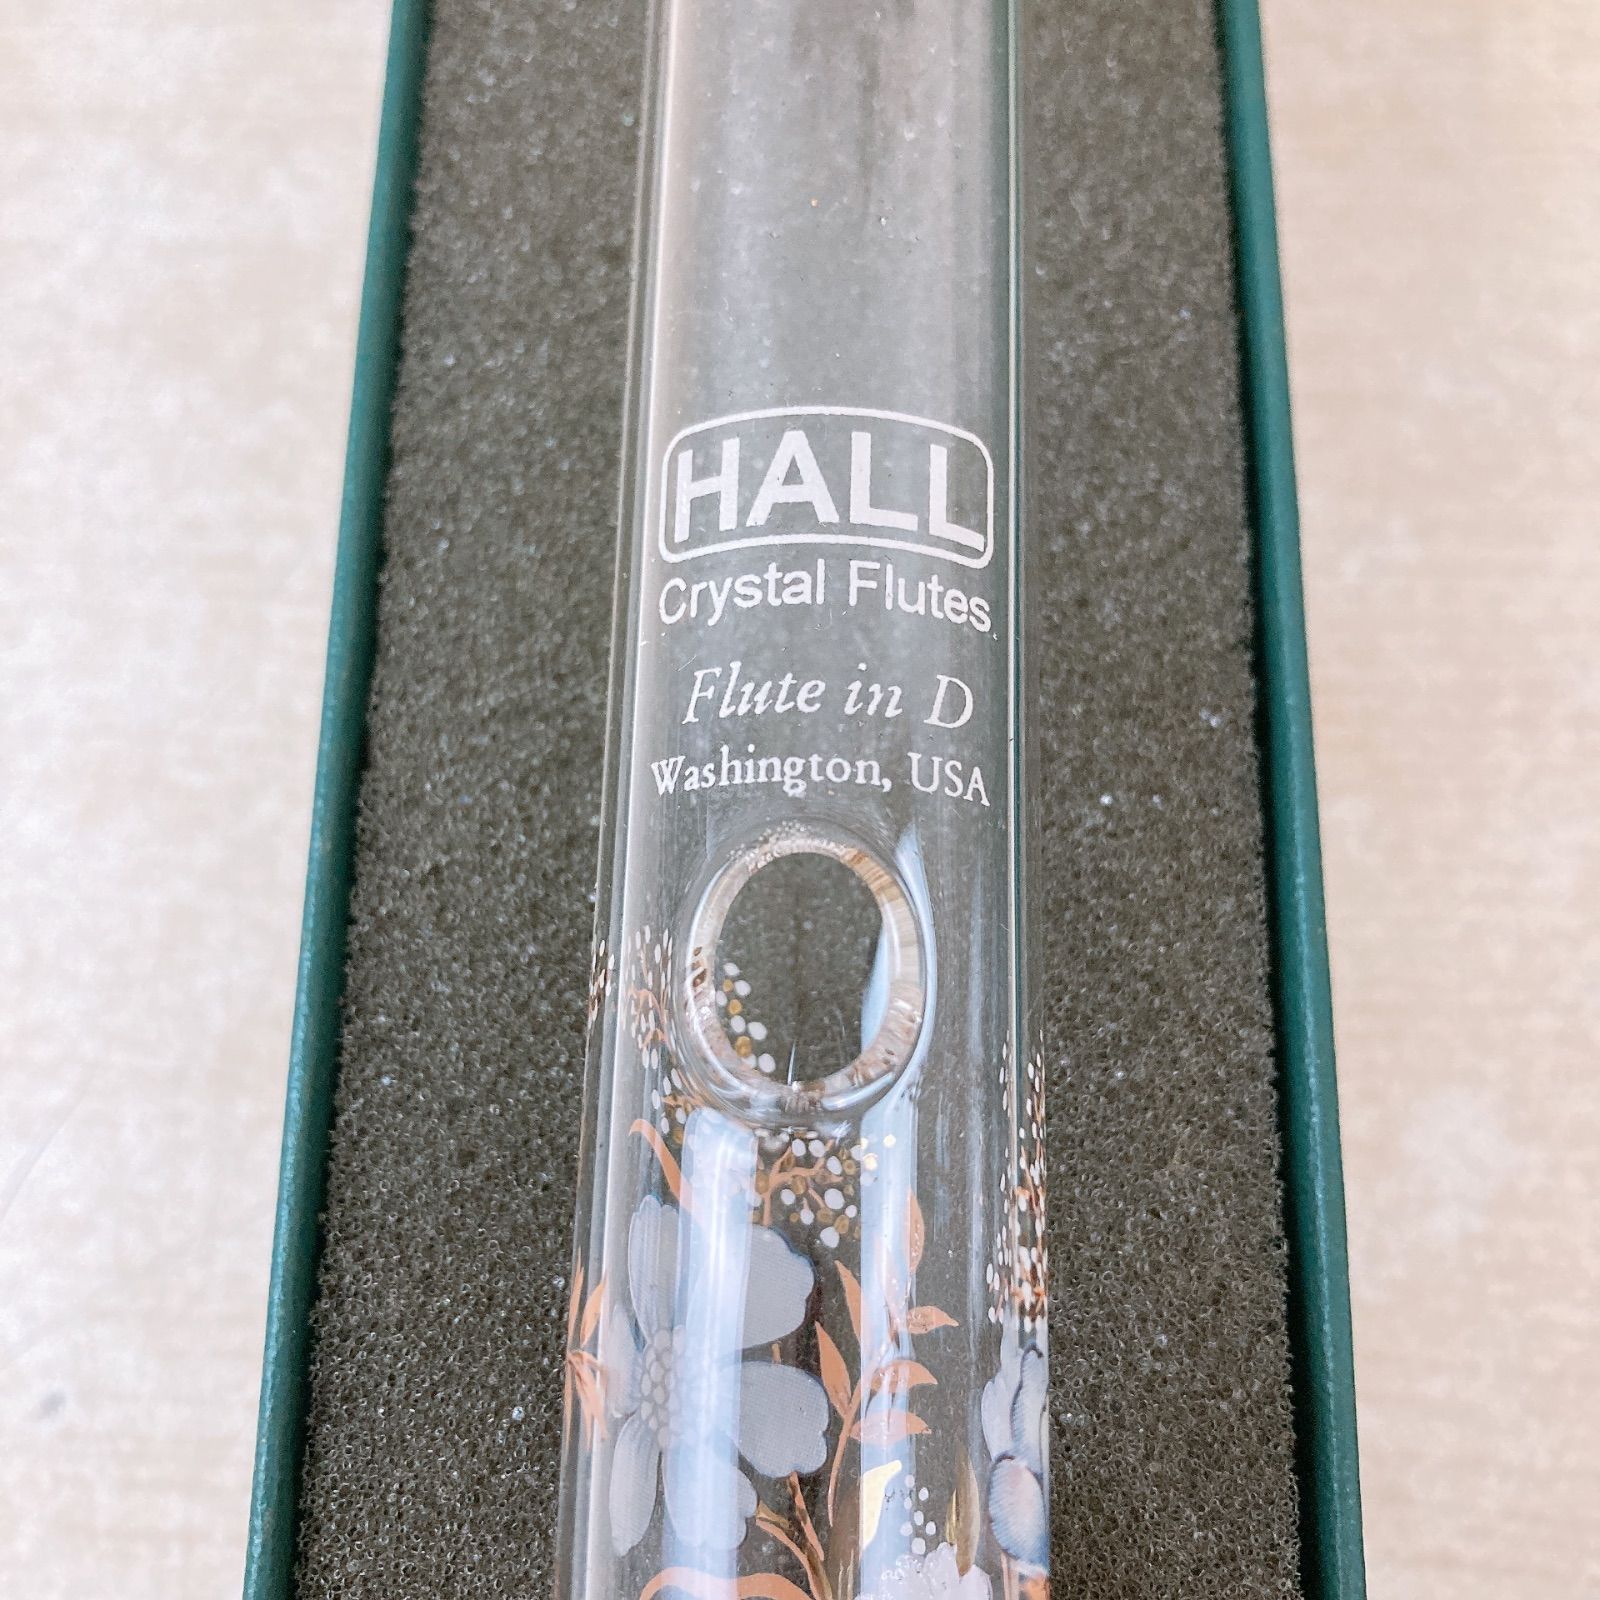 HALL
Crystal Flutes
Flute in D
Washington, USA